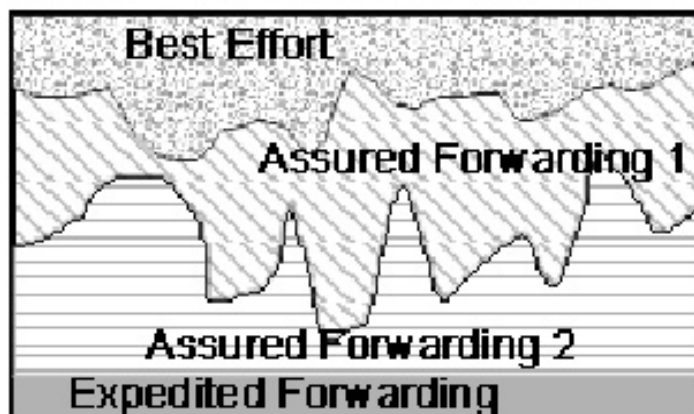 Best Effort
Assured Forwarding 1
Assured Forwarding 2
Expedited Forwarding